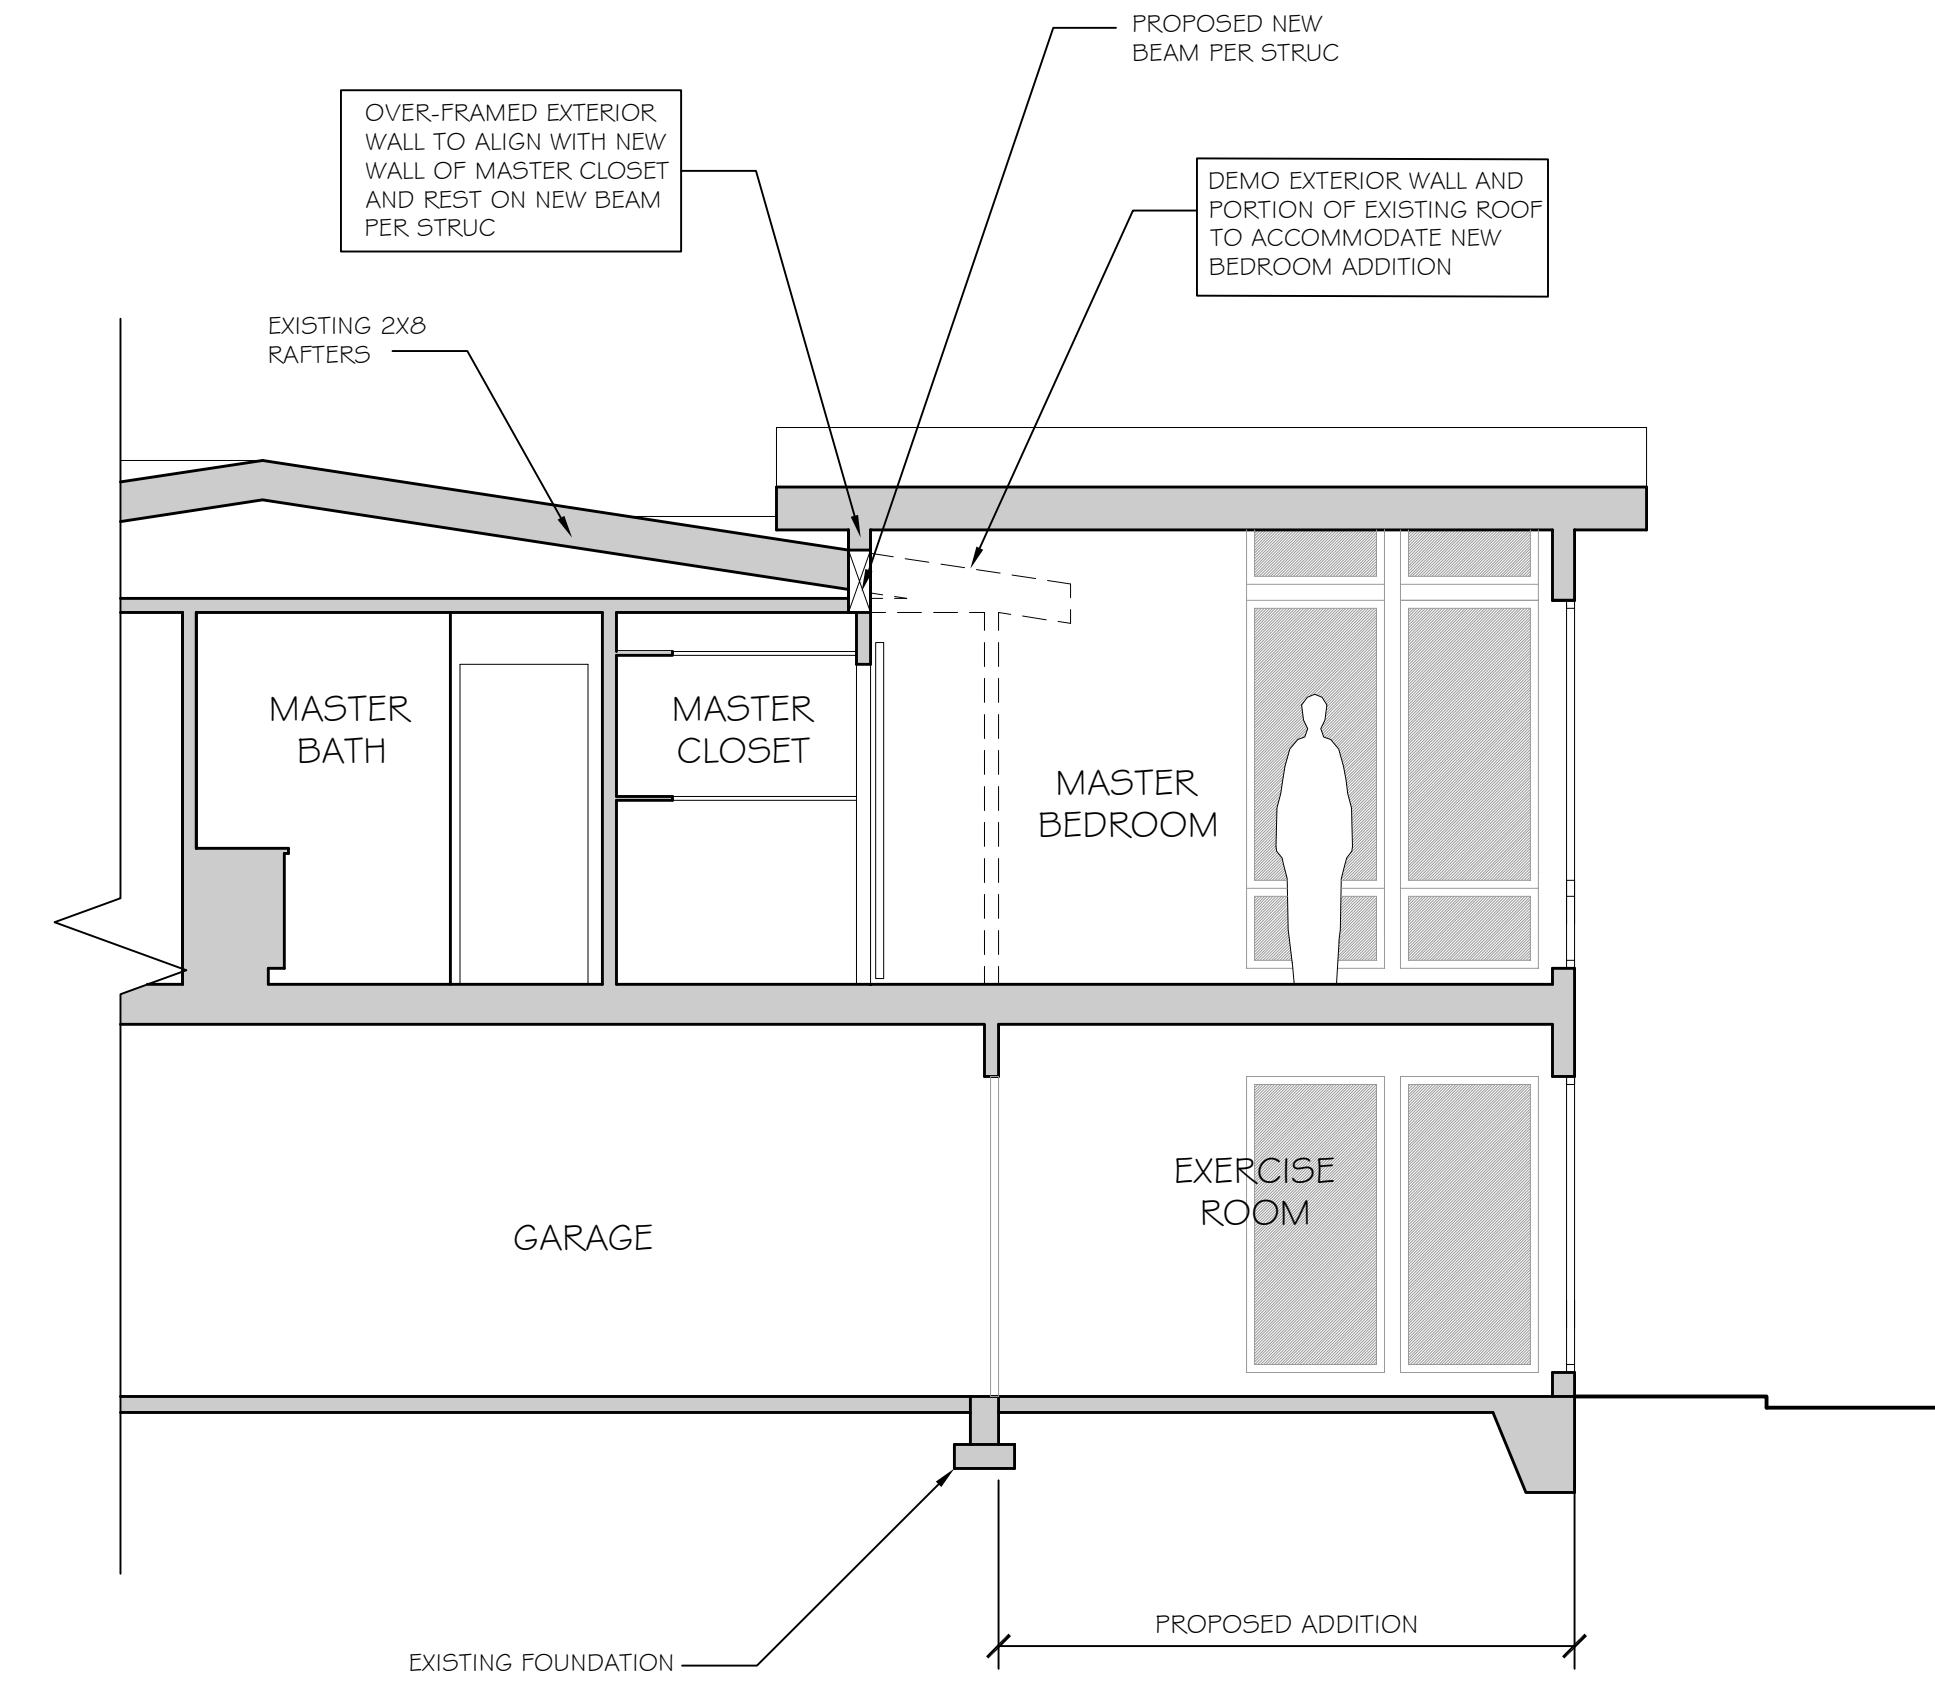 PROPOSED NEW
BEAM PER STRUC
OVER-FRAMED EXTERIOR
WALL TO ALIGN WITH NEW
WALL OF MASTER CLOSET
AND REST ON NEW BEAM
PER STRUC
DEMO EXTERIOR WALL AND
PORTION OF EXISTING ROOF
TO ACCOMMODATE NEW
BEDROOM ADDITION
EXISTING 2X8
RAFTERS
MASTER
BATH
MASTER
CLOSET
MASTER
BEDROOM
EXERCISE
ROOM
GARAGE
PROPOSED ADDITION
EXISTING FOUNDATION